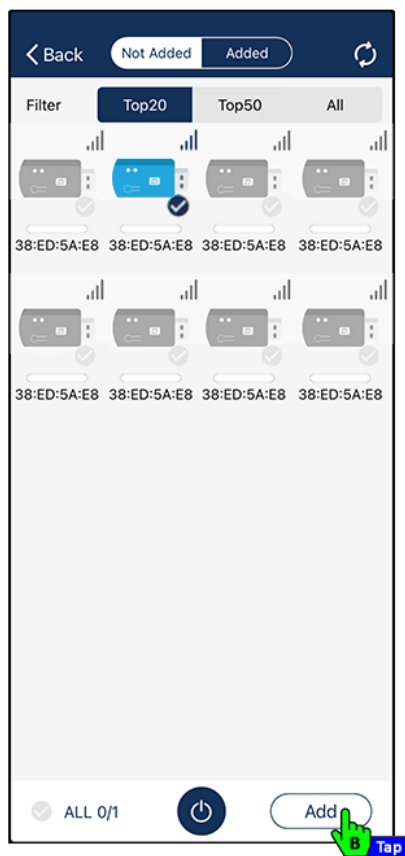 Back Not Added Added
Filter Top20 Top50 All
38:ED:5A:E8 38:ED:5A:E8 38:ED:5A:E8 38:ED:5A:E8
38:ED:5A:E8 38:ED:5A:E8 38:ED:5A:E8 38:ED:5A:E8
ALL 0/1 Add
B Tap